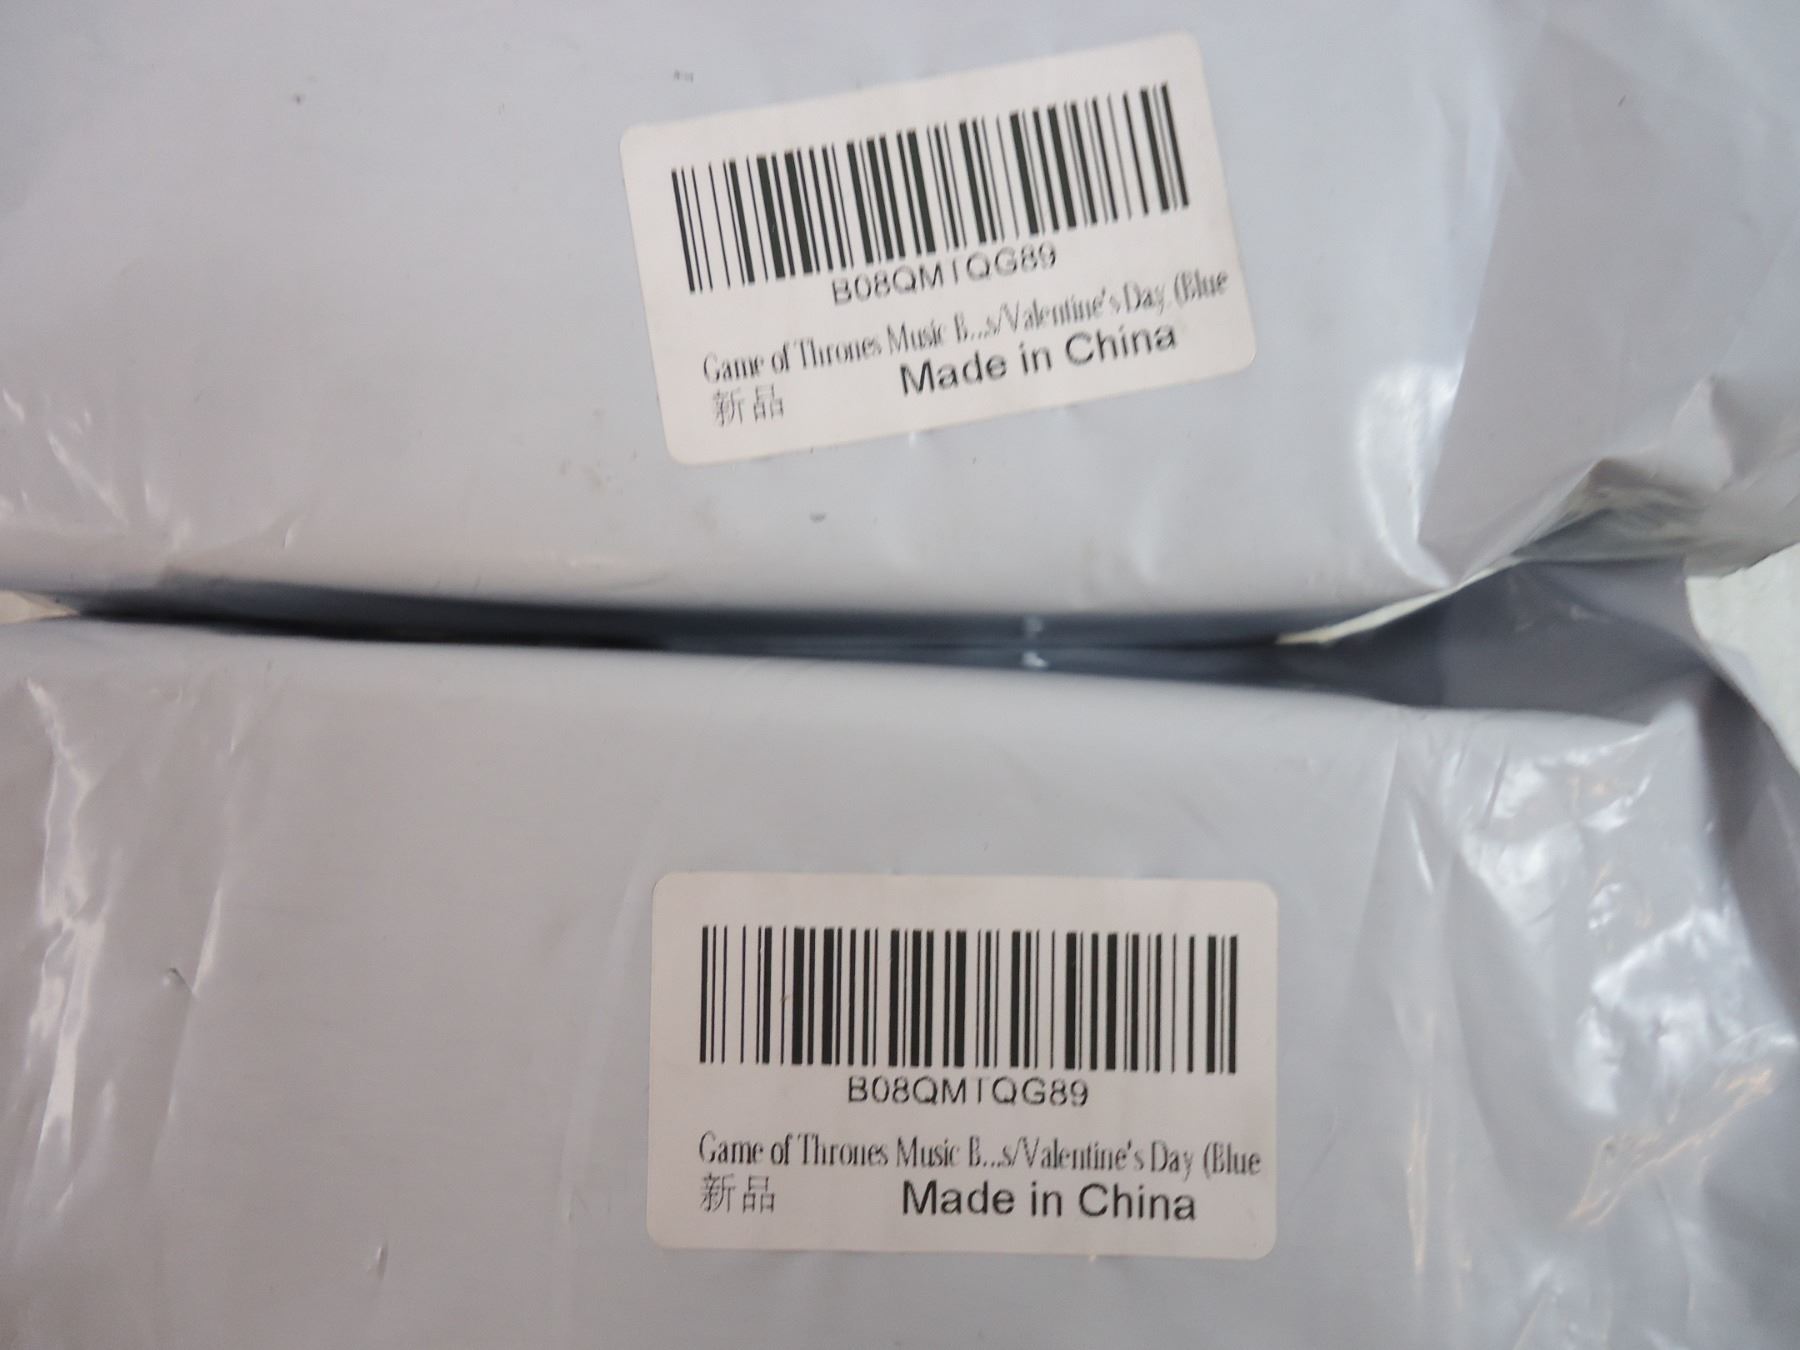 B08QMTQG89
Game of Thrones Music B...s/Valentine's Day (Blue
新品 Made in China
B08QMTQG89
Game of Thrones Music B...s/Valentine's Day (Blue
新品 Made in China